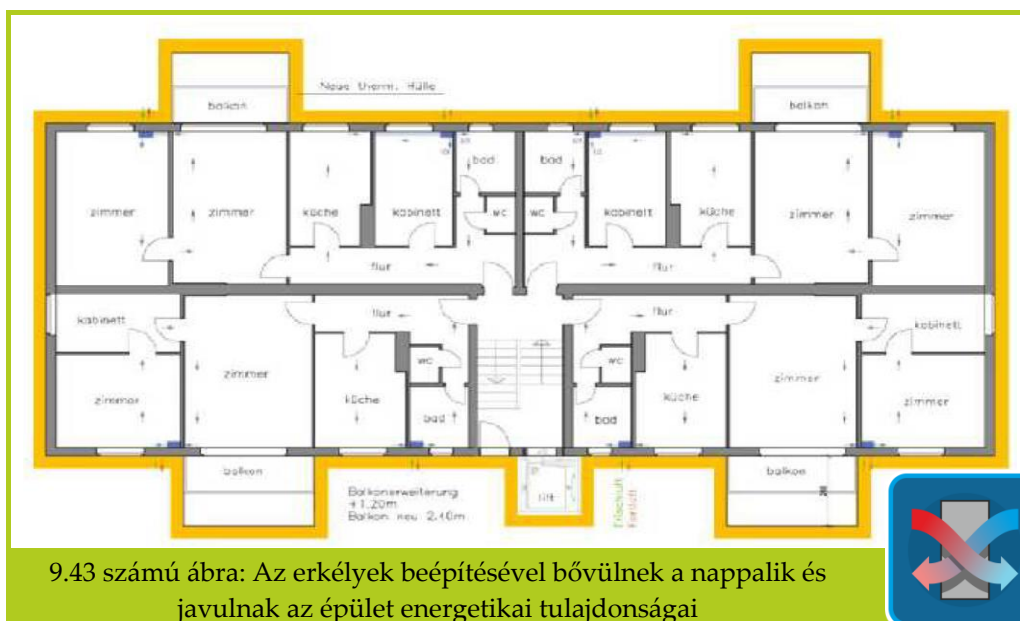 Neue therm. Hülle
balkon
balkon
zimmer
zimmer
küche
kabinett
bad
wc
wc
bad
kabinett
küche
zimmer
zimmer
flur
flur
kabinett
zimmer
zimmer
flur
küche
wc
bad
flur
wc
bad
küche
zimmer
kabinett
zimmer
balkon
balkon
lift
Balkonerweiterung
+1.20m
Balkon neu 2.40m
Frischluft
Fortluft
9.43 számú ábra: Az erkélyek beépítésével bővülnek a nappalik és
javulnak az épület energetikai tulajdonságai